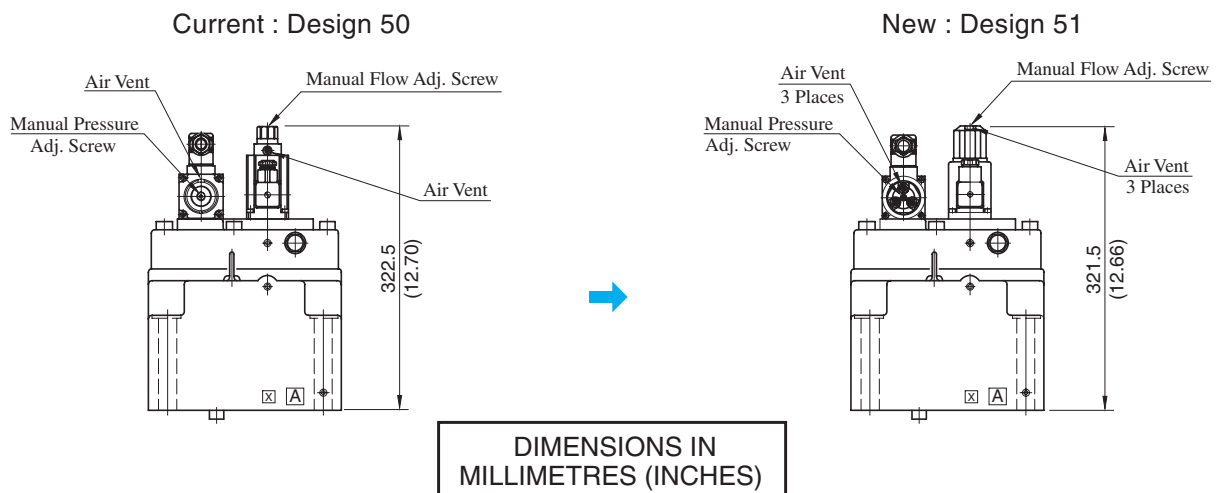 Current : Design 50
Air Vent
Manual Flow Adj. Screw
Manual Pressure
Adj. Screw
Air Vent
322.5
(12.70)
X
A
New : Design 51
Air Vent
3 Places
Manual Flow Adj. Screw
Manual Pressure
Adj. Screw
Air Vent
3 Places
321.5
(12.66)
X
A
DIMENSIONS IN
MILLIMETRES (INCHES)